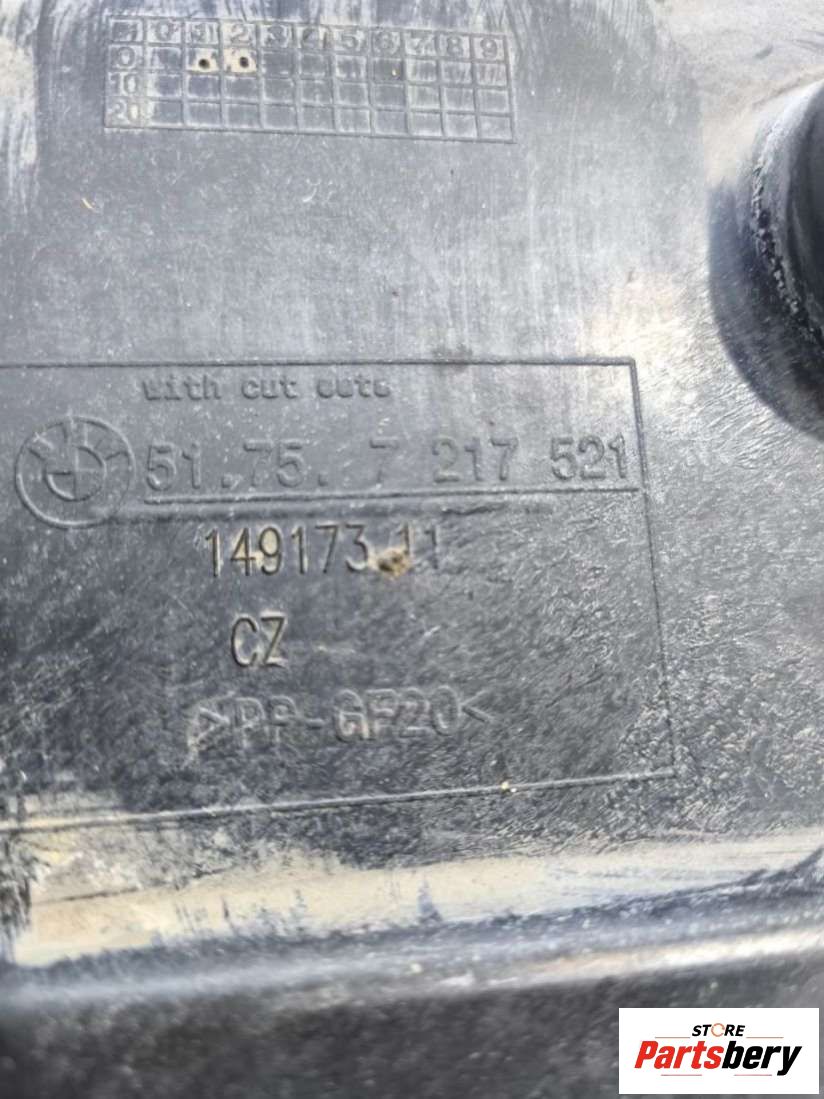 0 1 2 3 4 5 6 7 8 9
0
10
20
with cut outs
51.75. 7 217 521
149173 11
CZ
>PP-GF20<
STORE
Partsbery